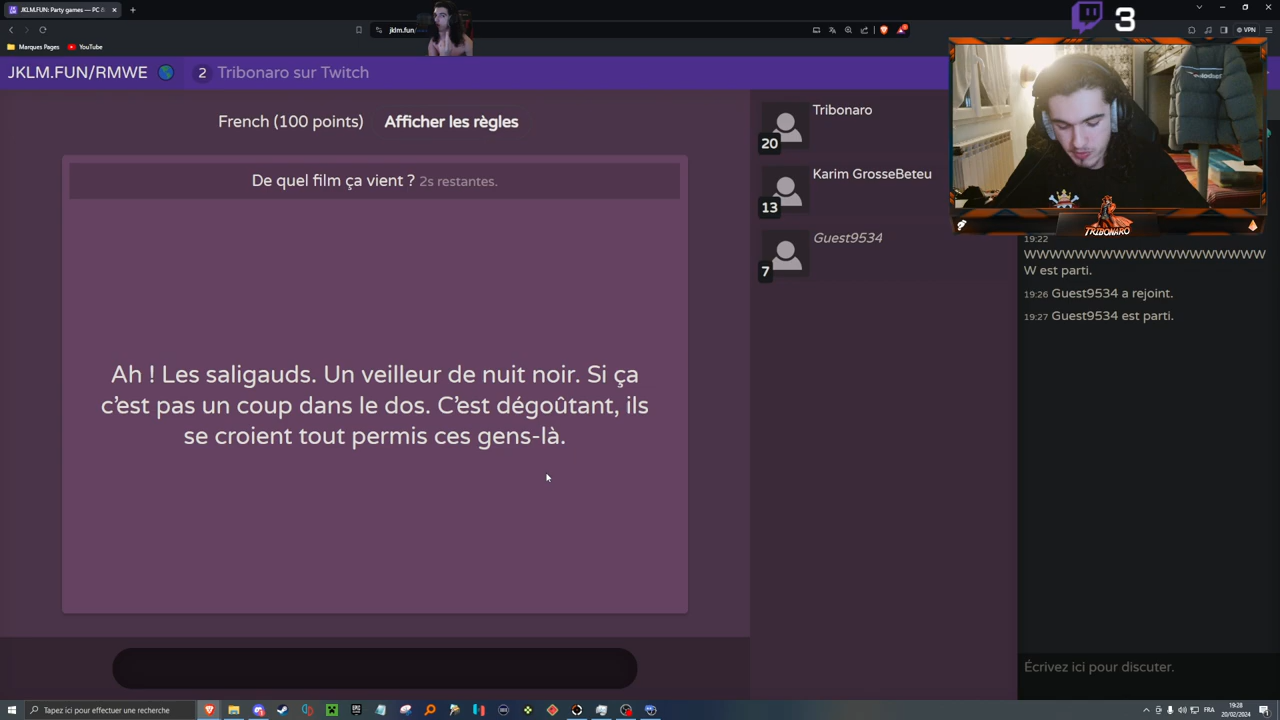 JKLM.FUN: Party games — PC &
jklm.fun/
VPN
Marques Pages
YouTube
3
JKLM.FUN/RMWE
2
Tribonaro sur Twitch
French (100 points)
Afficher les règles
De quel film ça vient ? 2s restantes.
Ah ! Les saligauds. Un veilleur de nuit noir. Si ça
c’est pas un coup dans le dos. C’est dégoûtant, ils
se croient tout permis ces gens-là.
Tribonaro
20
Karim GrosseBeteu
13
Guest9534
7
TRIBONARO
19:22
WWWWWWWWWWWWWWWWWWW
W est parti.
19:26 Guest9534 a rejoint.
19:27 Guest9534 est parti.
Écrivez ici pour discuter.
Tapez ici pour effectuer une recherche
FRA
19:28
20/02/2024